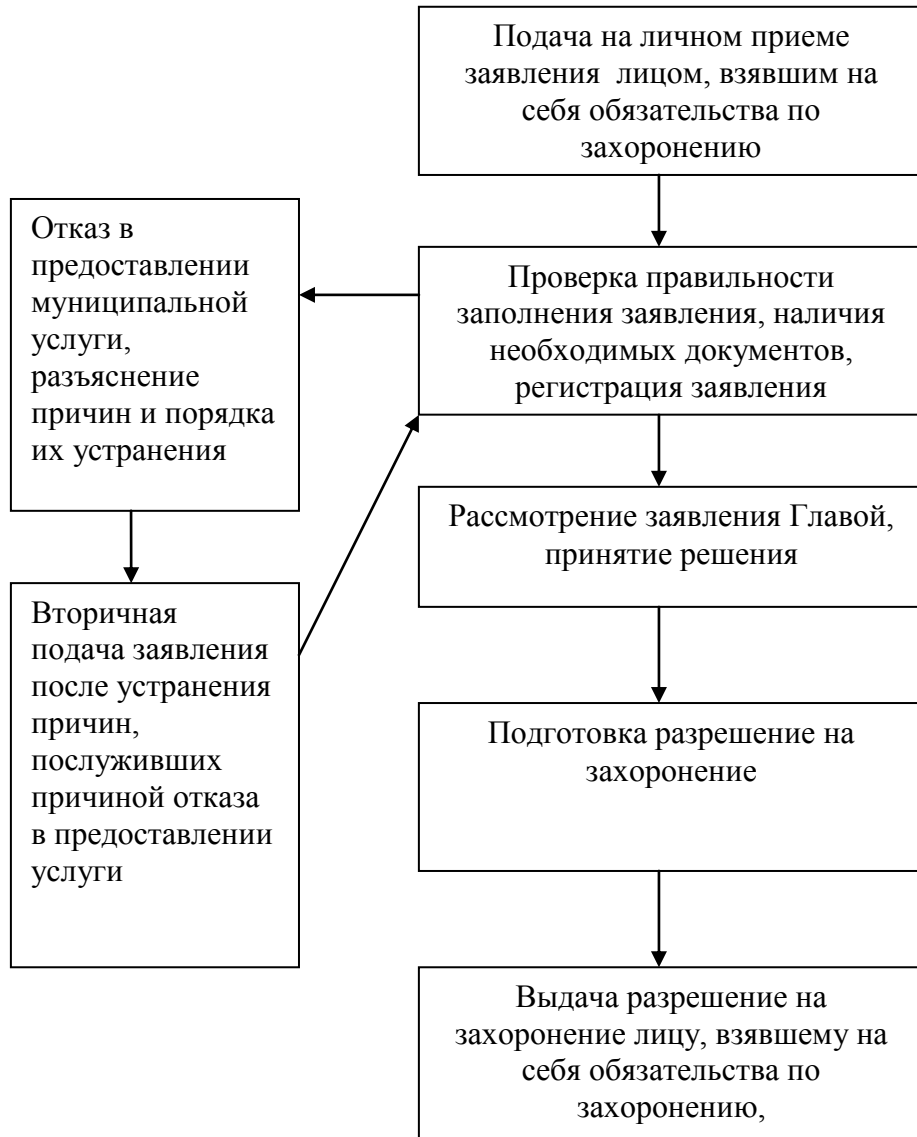 Подача на личном приеме
заявления лицом, взявшим на
себя обязательства по
захоронению
Отказ в
предоставлении
муниципальной
услуги,
разъяснение
причин и порядка
их устранения
Проверка правильности
заполнения заявления, наличия
необходимых документов,
регистрация заявления
Рассмотрение заявления Главой,
принятие решения
Вторичная
подача заявления
после устранения
причин,
послуживших
причиной отказа
в предоставлении
услуги
Подготовка разрешение на
захоронение
Выдача разрешение на
захоронение лицу, взявшему на
себя обязательства по
захоронению,